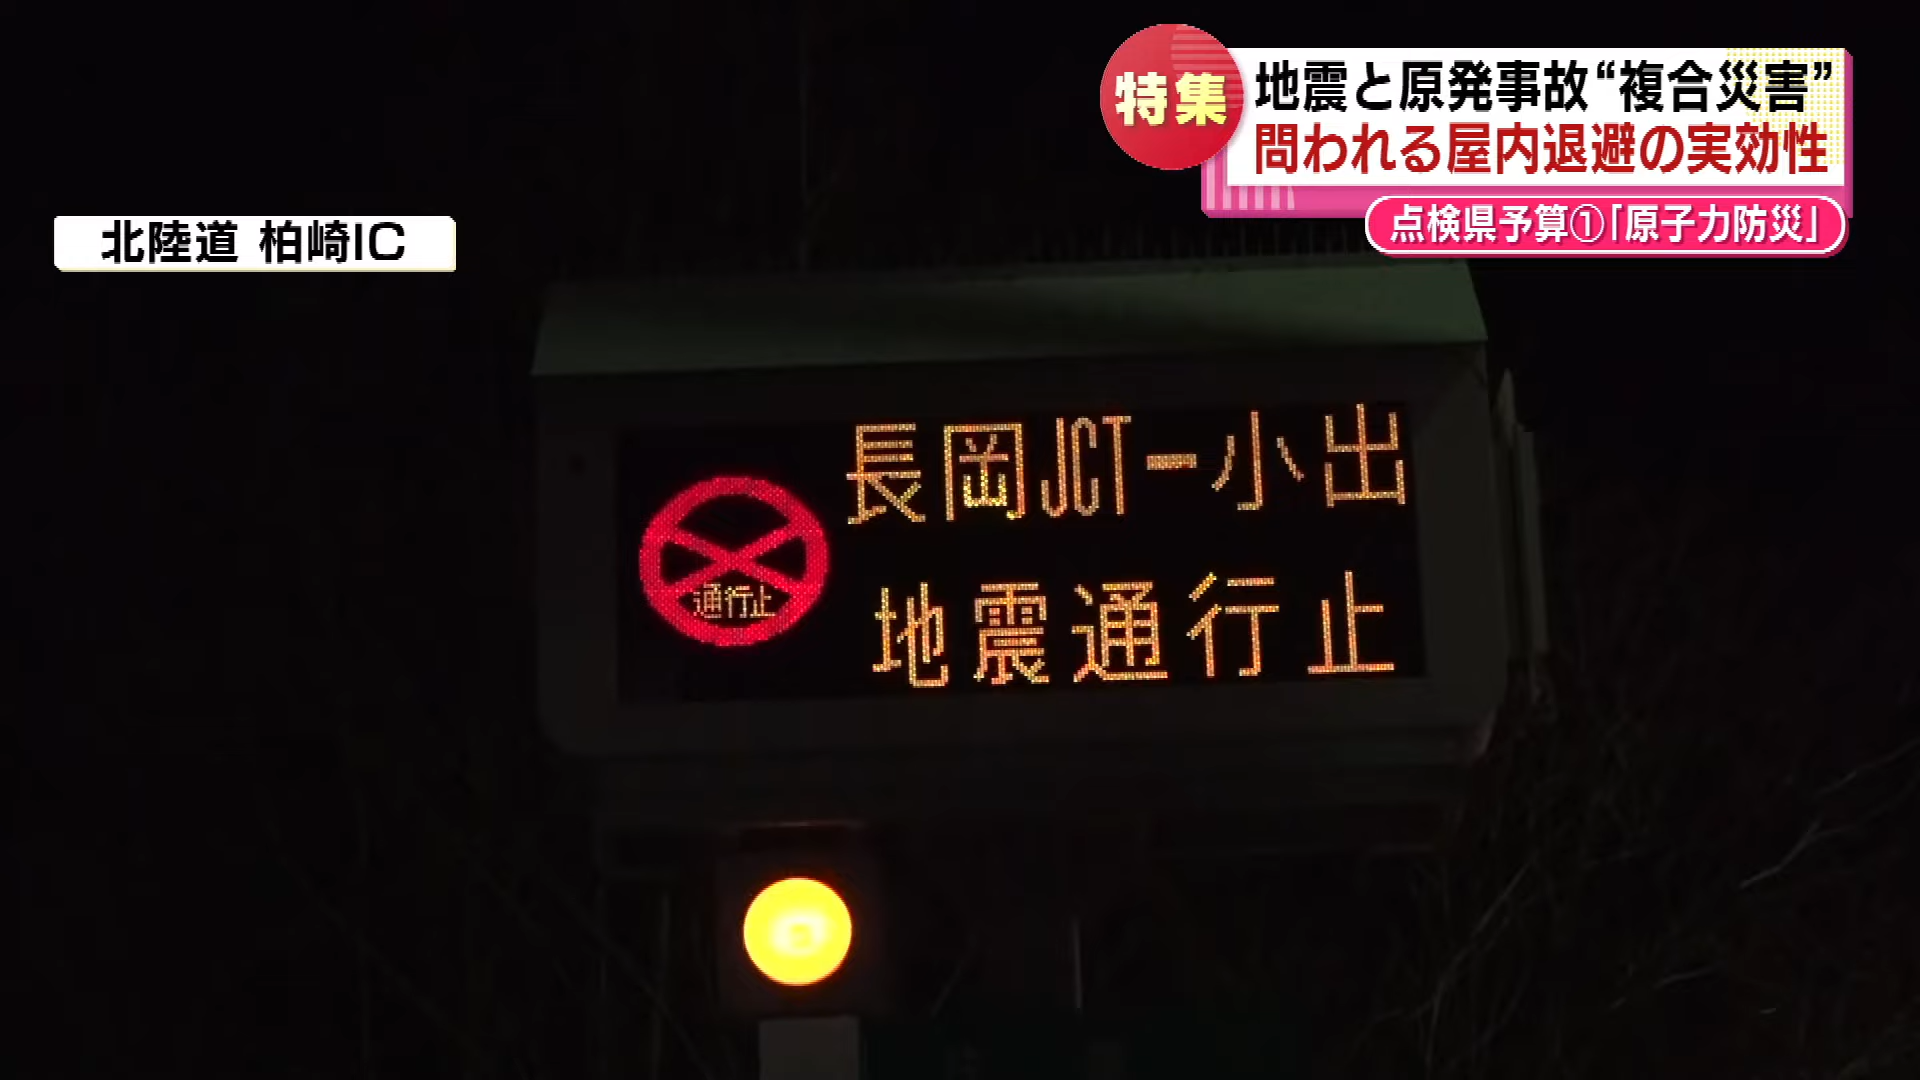 特集
地震と原発事故“複合災害”
問われる屋内退避の実効性
点検県予算①「原子力防災」
北陸道 柏崎IC
長岡JCTー小出
通行止
地震通行止